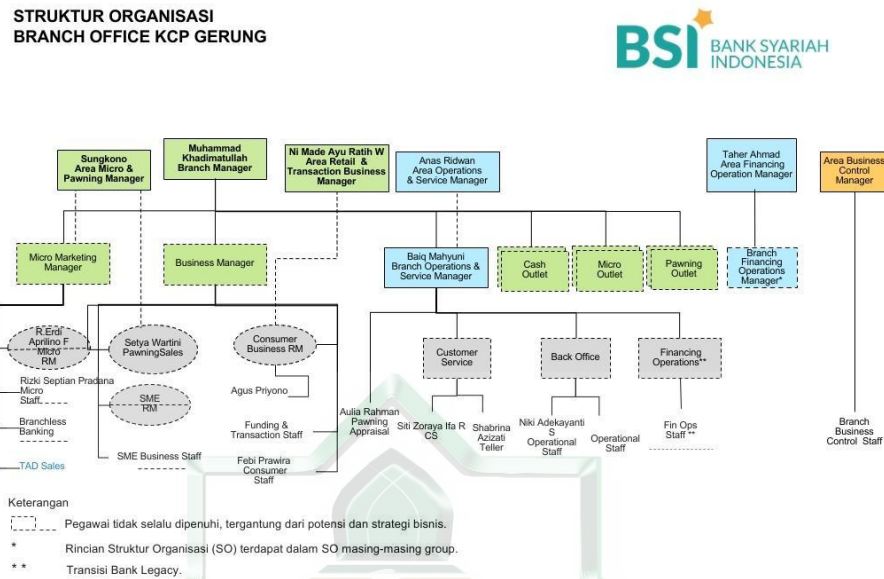 STRUKTUR ORGANISASI
BRANCH OFFICE KCP GERUNG
BSI BANK SYARIAH
INDONESIA
Sungkono
Area Micro &
Pawning Manager
Muhammad
Khadimatullah
Branch Manager
Ni Made Ayu Ratih W
Area Retail &
Transaction Business
Manager
Anas Ridwan
Area Operations
& Service Manager
Taher Ahmad
Area Financing
Operation Manager
Area Business
Control
Manager
Micro Marketing
Manager
Business Manager
Baiq Mahyuni
Branch Operations &
Service Manager
Cash
Outlet
Micro
Outlet
Pawning
Outlet
Branch
Financing
Operations
Manager*
R.Erdi
Aprilino F
Micro
RM
Setya Wartini
PawningSales
Consumer
Business RM
Customer
Service
Back Office
Financing
Operations**
Rizki Septian Pradana
Micro
Staff
SME
RM
Agus Priyono
Branchless
Banking
Funding &
Transaction Staff
Aulia Rahman
Pawning
Appraisal
Siti Zoraya Ifa R
CS
Shabrina
Azizati
Teller
Niki Adekayanti
S
Operational
Staff
Operational
Staff
Fin Ops
Staff **
Branch
Business
Control Staff
TAD Sales
SME Business Staff
Febi Prawira
Consumer
Staff
Keterangan
Pegawai tidak selalu dipenuhi, tergantung dari potensi dan strategi bisnis.
* Rincian Struktur Organisasi (SO) terdapat dalam SO masing-masing group.
* * Transisi Bank Legacy.